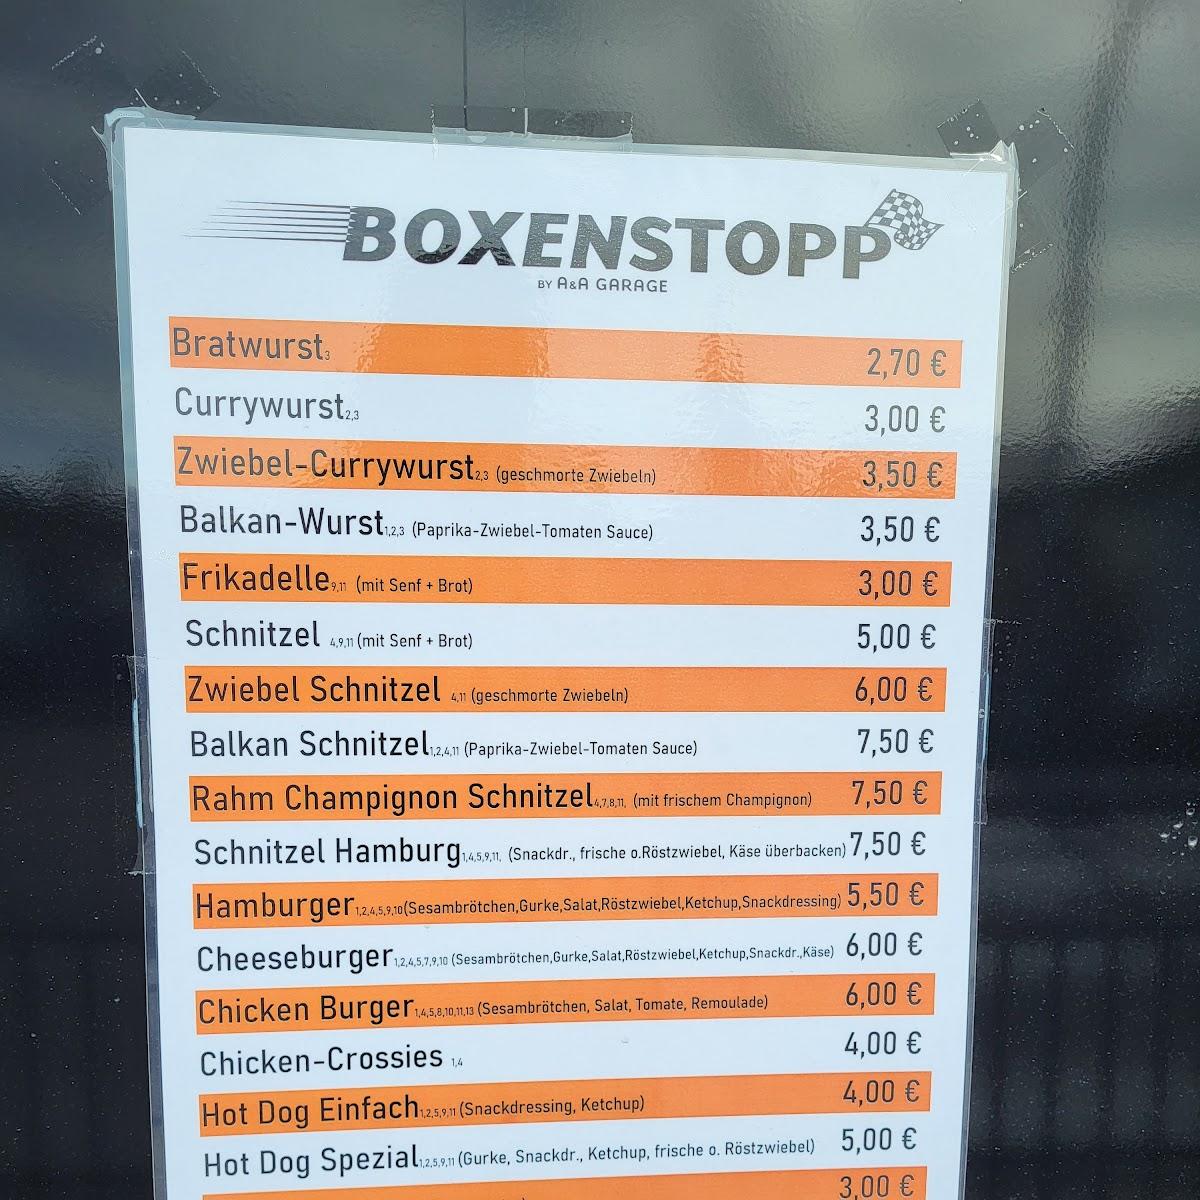 BOXENSTOPP
BY A&A GARAGE
Bratwurst3 2,70 €
Currywurst2,3 3,00 €
Zwiebel-Currywurst2,3 (geschmorte Zwiebeln) 3,50 €
Balkan-Wurst1,2,3 (Paprika-Zwiebel-Tomaten Sauce) 3,50 €
Frikadelle9,11 (mit Senf + Brot) 3,00 €
Schnitzel 4,9,11 (mit Senf + Brot) 5,00 €
Zwiebel Schnitzel 4,11 (geschmorte Zwiebeln) 6,00 €
Balkan Schnitzel1,2,4,11 (Paprika-Zwiebel-Tomaten Sauce) 7,50 €
Rahm Champignon Schnitzel4,7,8,11, (mit frischem Champignon) 7,50 €
Schnitzel Hamburg1,4,5,9,11, (Snackdr., frische o.Röstzwiebel, Käse überbacken) 7,50 €
Hamburger1,2,4,5,9,10(Sesambrötchen,Gurke,Salat,Röstzwiebel,Ketchup,Snackdressing) 5,50 €
Cheeseburger1,2,4,5,7,9,10 (Sesambrötchen,Gurke,Salat,Röstzwiebel,Ketchup,Snackdr.,Käse) 6,00 €
Chicken Burger1,4,5,8,10,11,13 (Sesambrötchen, Salat, Tomate, Remoulade) 6,00 €
Chicken-Crossies 1,4 4,00 €
Hot Dog Einfach1,2,5,9,11 (Snackdressing, Ketchup) 4,00 €
Hot Dog Spezial1,2,5,9,11 (Gurke, Snackdr., Ketchup, frische o. Röstzwiebel) 5,00 €
3,00 €